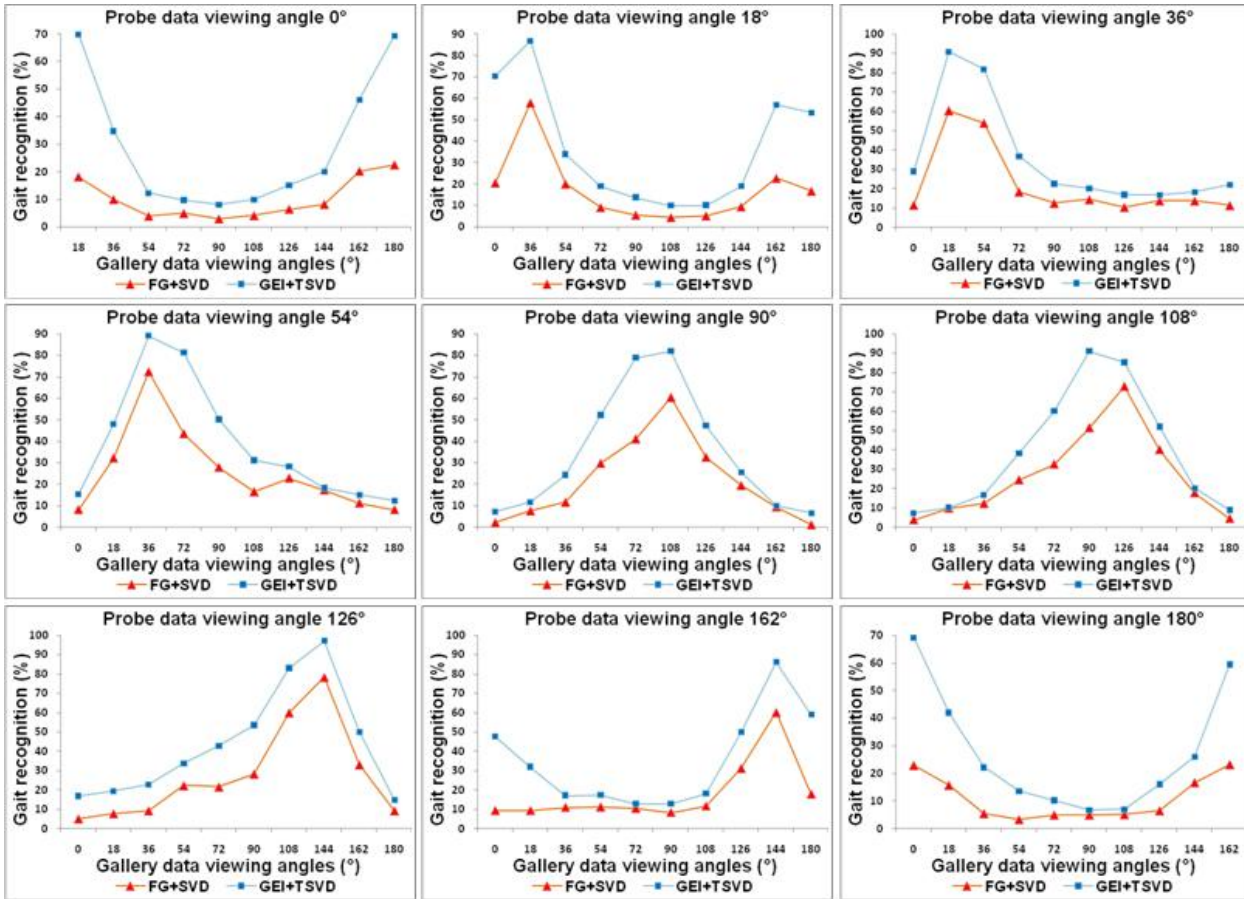 Probe data viewing angle 0°
Gait recognition (%)
70
60
50
40
30
20
10
0
18 36 54 72 90 108 126 144 162 180
Gallery data viewing angles (°)
FG+SVD GEI+TSVD
Probe data viewing angle 18°
Gait recognition (%)
90
80
70
60
50
40
30
20
10
0
0 36 54 72 90 108 126 144 162 180
Gallery data viewing angles (°)
FG+SVD GEI+TSVD
Probe data viewing angle 36°
Gait recognition (%)
100
90
80
70
60
50
40
30
20
10
0
0 18 54 72 90 108 126 144 162 180
Gallery data viewing angles (°)
FG+SVD GEI+TSVD
Probe data viewing angle 54°
Gait recognition (%)
90
80
70
60
50
40
30
20
10
0
0 18 36 72 90 108 126 144 162 180
Gallery data viewing angles (°)
FG+SVD GEI+TSVD
Probe data viewing angle 90°
Gait recognition (%)
90
80
70
60
50
40
30
20
10
0
0 18 36 54 72 108 126 144 162 180
Gallery data viewing angles (°)
FG+SVD GEI+TSVD
Probe data viewing angle 108°
Gait recognition (%)
100
90
80
70
60
50
40
30
20
10
0
0 18 36 54 72 90 126 144 162 180
Gallery data viewing angles (°)
FG+SVD GEI+TSVD
Probe data viewing angle 126°
Gait recognition (%)
100
90
80
70
60
50
40
30
20
10
0
0 18 36 54 72 90 108 144 162 180
Gallery data viewing angles (°)
FG+SVD GEI+TSVD
Probe data viewing angle 162°
Gait recognition (%)
100
90
80
70
60
50
40
30
20
10
0
0 18 36 54 72 90 108 126 144 180
Gallery data viewing angles (°)
FG+SVD GEI+TSVD
Probe data viewing angle 180°
Gait recognition (%)
70
60
50
40
30
20
10
0
0 18 36 54 72 90 108 126 144 162
Gallery data viewing angles (°)
FG+SVD GEI+TSVD